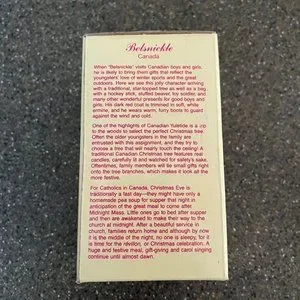 Belsnickle
Canada
When "Belsnickle" visits Canadian boys and girls,
he is likely to bring them gifts that reflect the
youngsters' love of winter sports and the great
outdoors. Here we see this jolly character arriving
with a traditional, star-topped tree as well as a bag
with a hockey stick, stuffed beaver, toy soldier, and
many other wonderful presents for good boys and
girls. His dark red coat is trimmed in soft, white
ermine, and he wears warm, furry boots to guard
against the wind and cold.
One of the highlights of Canadian Yuletide is a trip
to the woods to select the perfect Christmas tree.
Often the older youngsters in the family are
entrusted with this assignment, and they try to
choose a tree that will nearly touch the ceiling! A
traditional Canadian Christmas tree features real
candles, carefully lit and watched for safety's sake.
Oftentimes, family members will tie small gifts right
onto the tree branches, which makes it look all the
more festive.
For Catholics in Canada, Christmas Eve is
traditionally a fast day—they might have only a
homemade pea soup for supper that night in
anticipation of the great meal to come after
Midnight Mass. Little ones go to bed after supper
and then are awakened to make their way to the
church at midnight. After a beautiful service in
church, families return home and although by now
it is the middle of the night, no one is sleepy, for it
is time for the réveillon, or Christmas celebration. A
huge and festive meal, gift-giving and carol singing
continue until almost dawn.